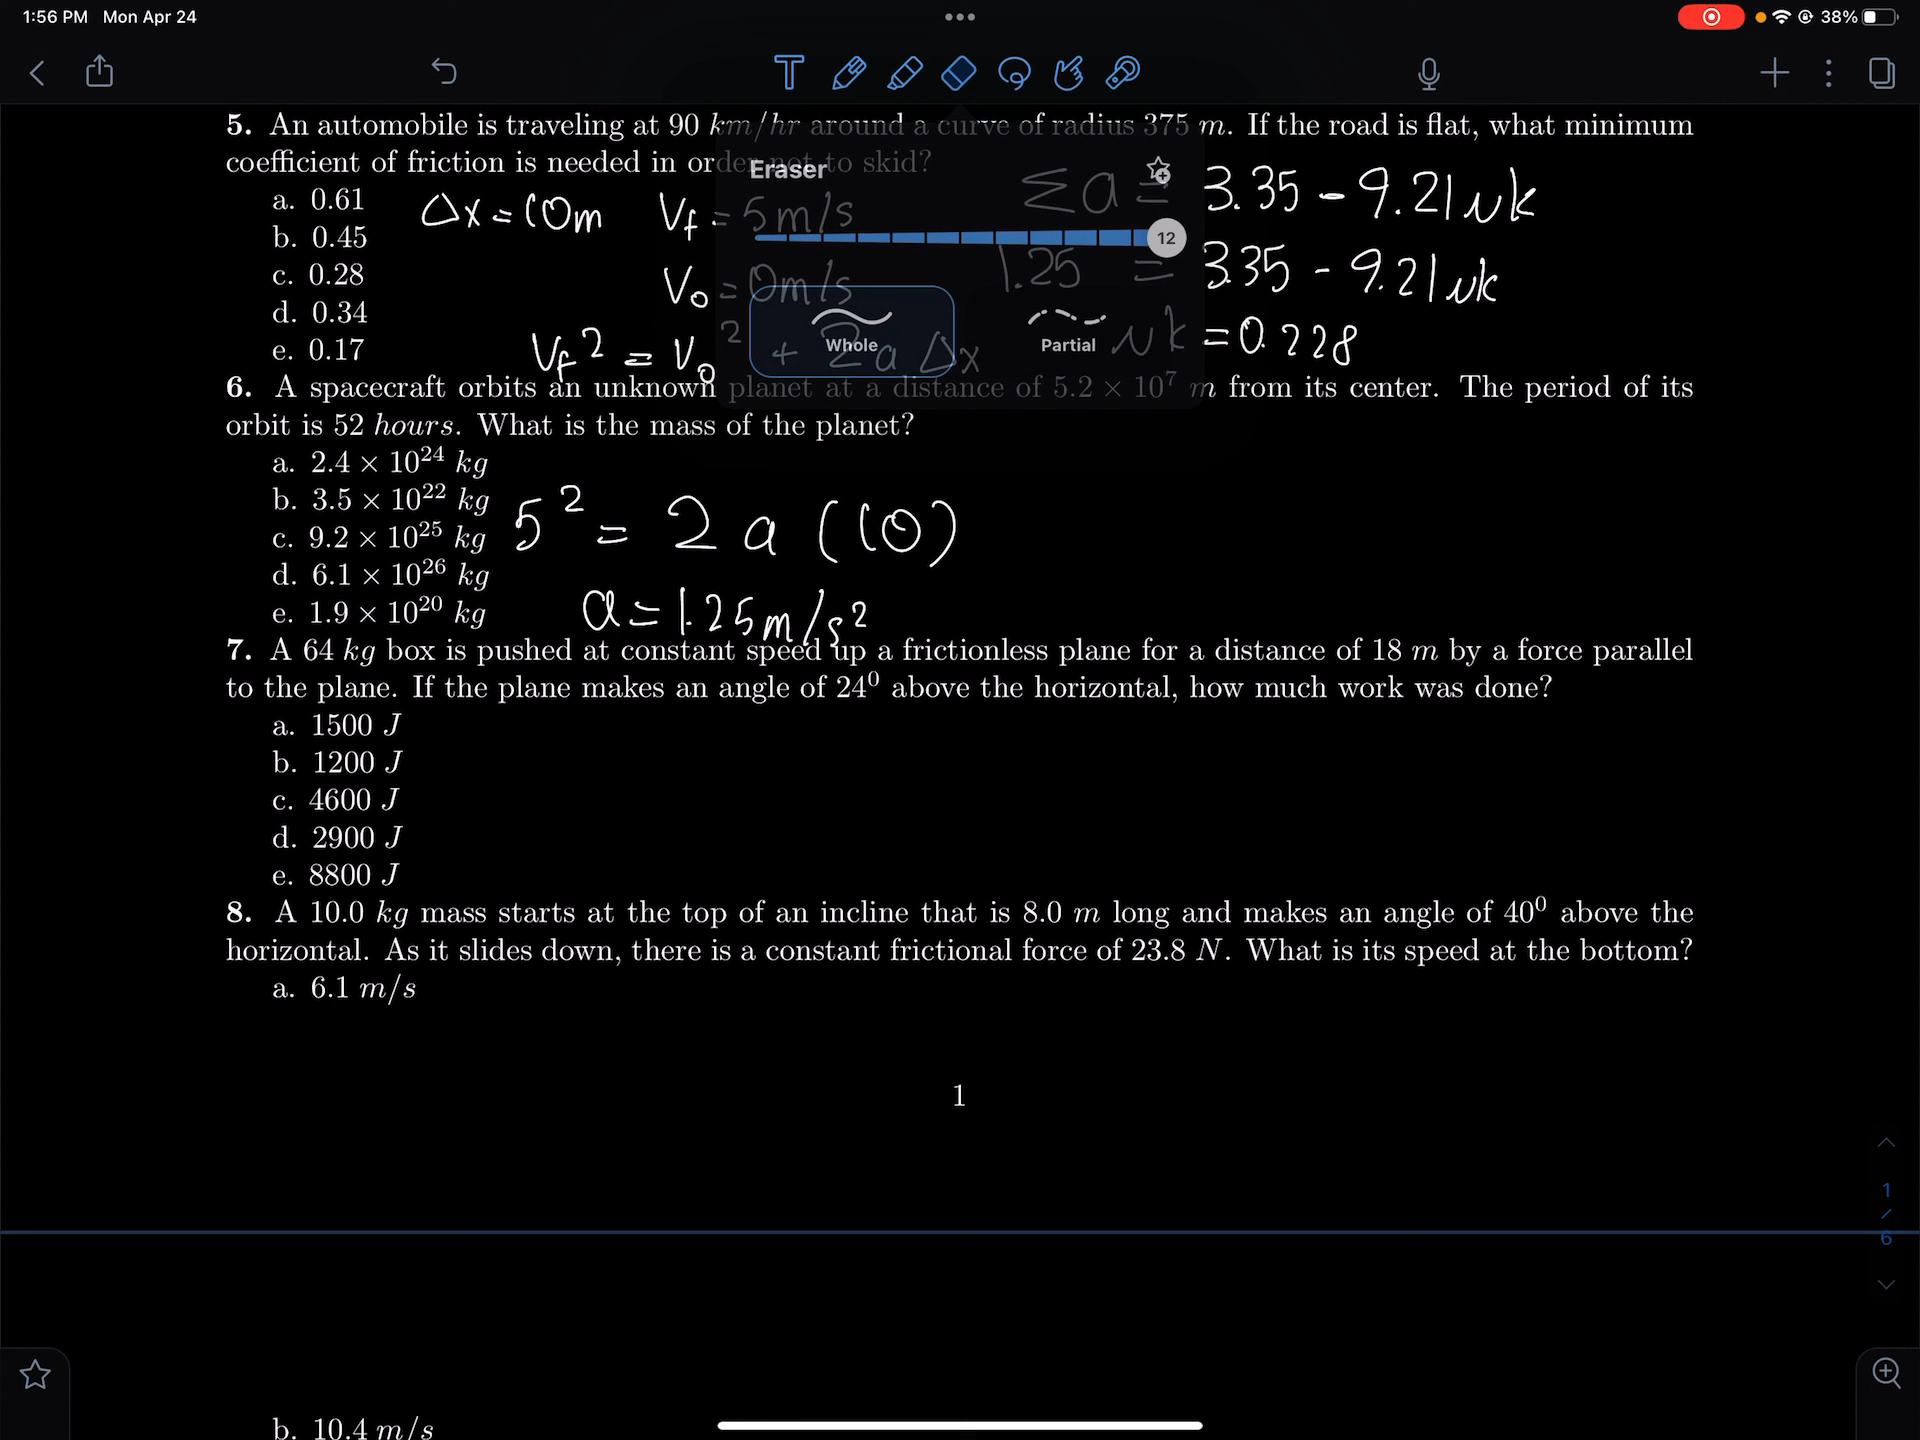 1:56 PM Mon Apr 24
38%
5. An automobile is traveling at 90 km/hr around a curve of radius 375 m. If the road is flat, what minimum
coefficient of friction is needed in order not to skid?
Eraser
12
Whole
Partial
a. 0.61
b. 0.45
c. 0.28
d. 0.34
e. 0.17
Δx = 10m
Vf = 5m/s
V0 = 0m/s
Vf² = V0² + 2a Δx
Σa = 3.35 - 9.21 μk
1.25 = 3.35 - 9.21 μk
μk = 0.228
6. A spacecraft orbits an unknown planet at a distance of 5.2 × 10⁷ m from its center. The period of its
orbit is 52 hours. What is the mass of the planet?
a. 2.4 × 10²⁴ kg
b. 3.5 × 10²² kg
c. 9.2 × 10²⁵ kg
d. 6.1 × 10²⁶ kg
e. 1.9 × 10²⁰ kg
5² = 2 a (10)
a = 1.25m/s²
7. A 64 kg box is pushed at constant speed up a frictionless plane for a distance of 18 m by a force parallel
to the plane. If the plane makes an angle of 24⁰ above the horizontal, how much work was done?
a. 1500 J
b. 1200 J
c. 4600 J
d. 2900 J
e. 8800 J
8. A 10.0 kg mass starts at the top of an incline that is 8.0 m long and makes an angle of 40⁰ above the
horizontal. As it slides down, there is a constant frictional force of 23.8 N. What is its speed at the bottom?
a. 6.1 m/s
1
1
/
6
b. 10.4 m/s